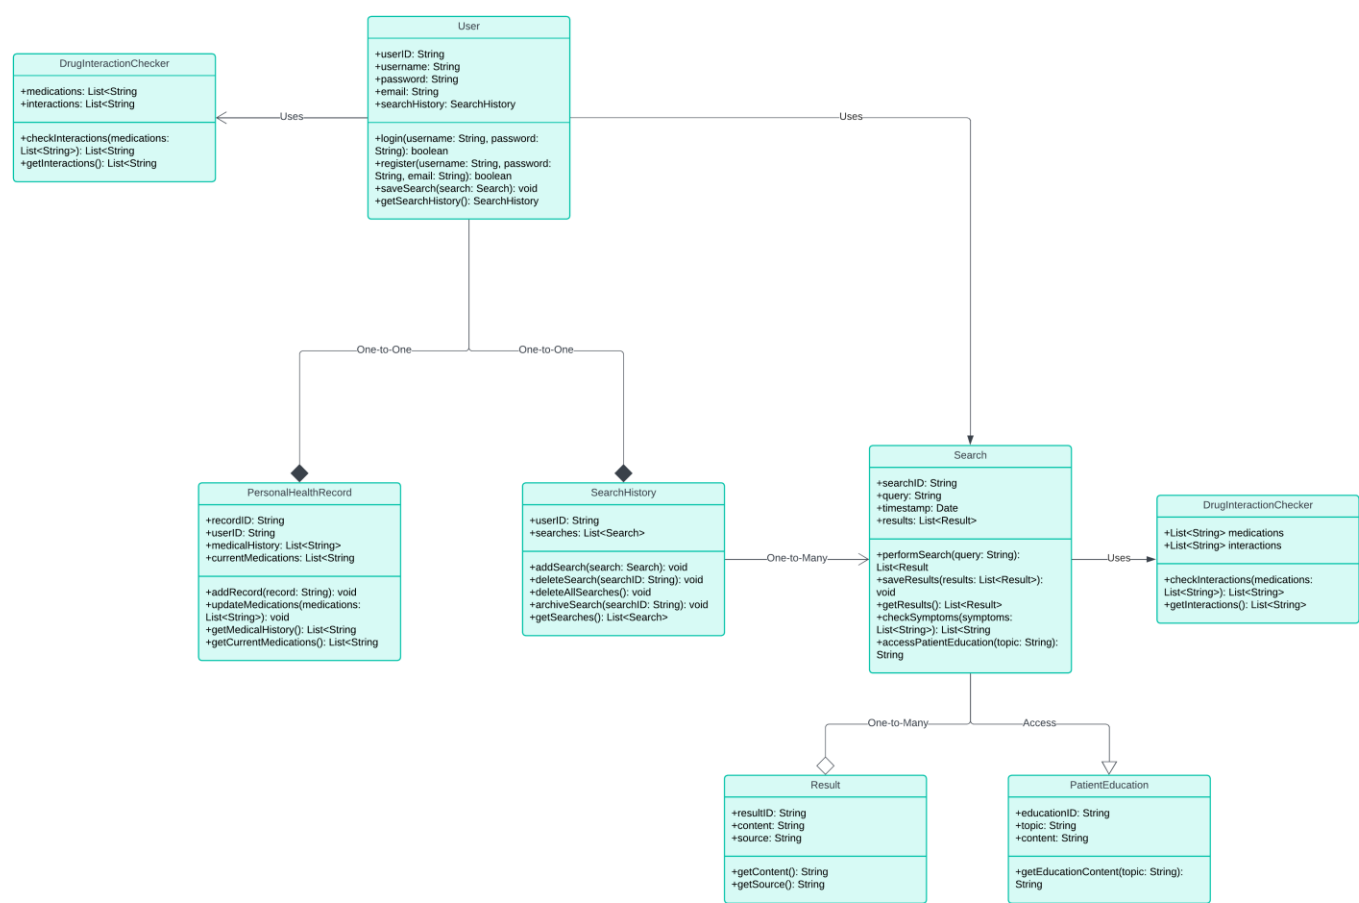 User
+userID: String
+username: String
+password: String
+email: String
+searchHistory: SearchHistory
+login(username: String, password:
String): boolean
+register(username: String, password:
String, email: String): boolean
+saveSearch(search: Search): void
+getSearchHistory(): SearchHistory
DrugInteractionChecker
+medications: List<String
+interactions: List<String
+checkInteractions(medications:
List<String>): List<String
+getInteractions(): List<String
Uses
Uses
One-to-One
One-to-One
PersonalHealthRecord
+recordID: String
+userID: String
+medicalHistory: List<String>
+currentMedications: List<String
+addRecord(record: String): void
+updateMedications(medications:
List<String>): void
+getMedicalHistory(): List<String
+getCurrentMedications(): List<String
SearchHistory
+userID: String
+searches: List<Search>
+addSearch(search: Search): void
+deleteSearch(searchID: String): void
+deleteAllSearches(): void
+archiveSearch(searchID: String): void
+getSearches(): List<Search>
One-to-Many
Search
+searchID: String
+query: String
+timestamp: Date
+results: List<Result>
+performSearch(query: String):
List<Result
+saveResults(results: List<Result>):
void
+getResults(): List<Result>
+checkSymptoms(symptoms:
List<String>): List<String
+accessPatientEducation(topic: String):
String
Uses
DrugInteractionChecker
+List<String> medications
+List<String> interactions
+checkInteractions(medications:
List<String>): List<String>
+getInteractions(): List<String>
One-to-Many
Access
Result
+resultID: String
+content: String
+source: String
+getContent(): String
+getSource(): String
PatientEducation
+educationID: String
+topic: String
+content: String
+getEducationContent(topic: String):
String